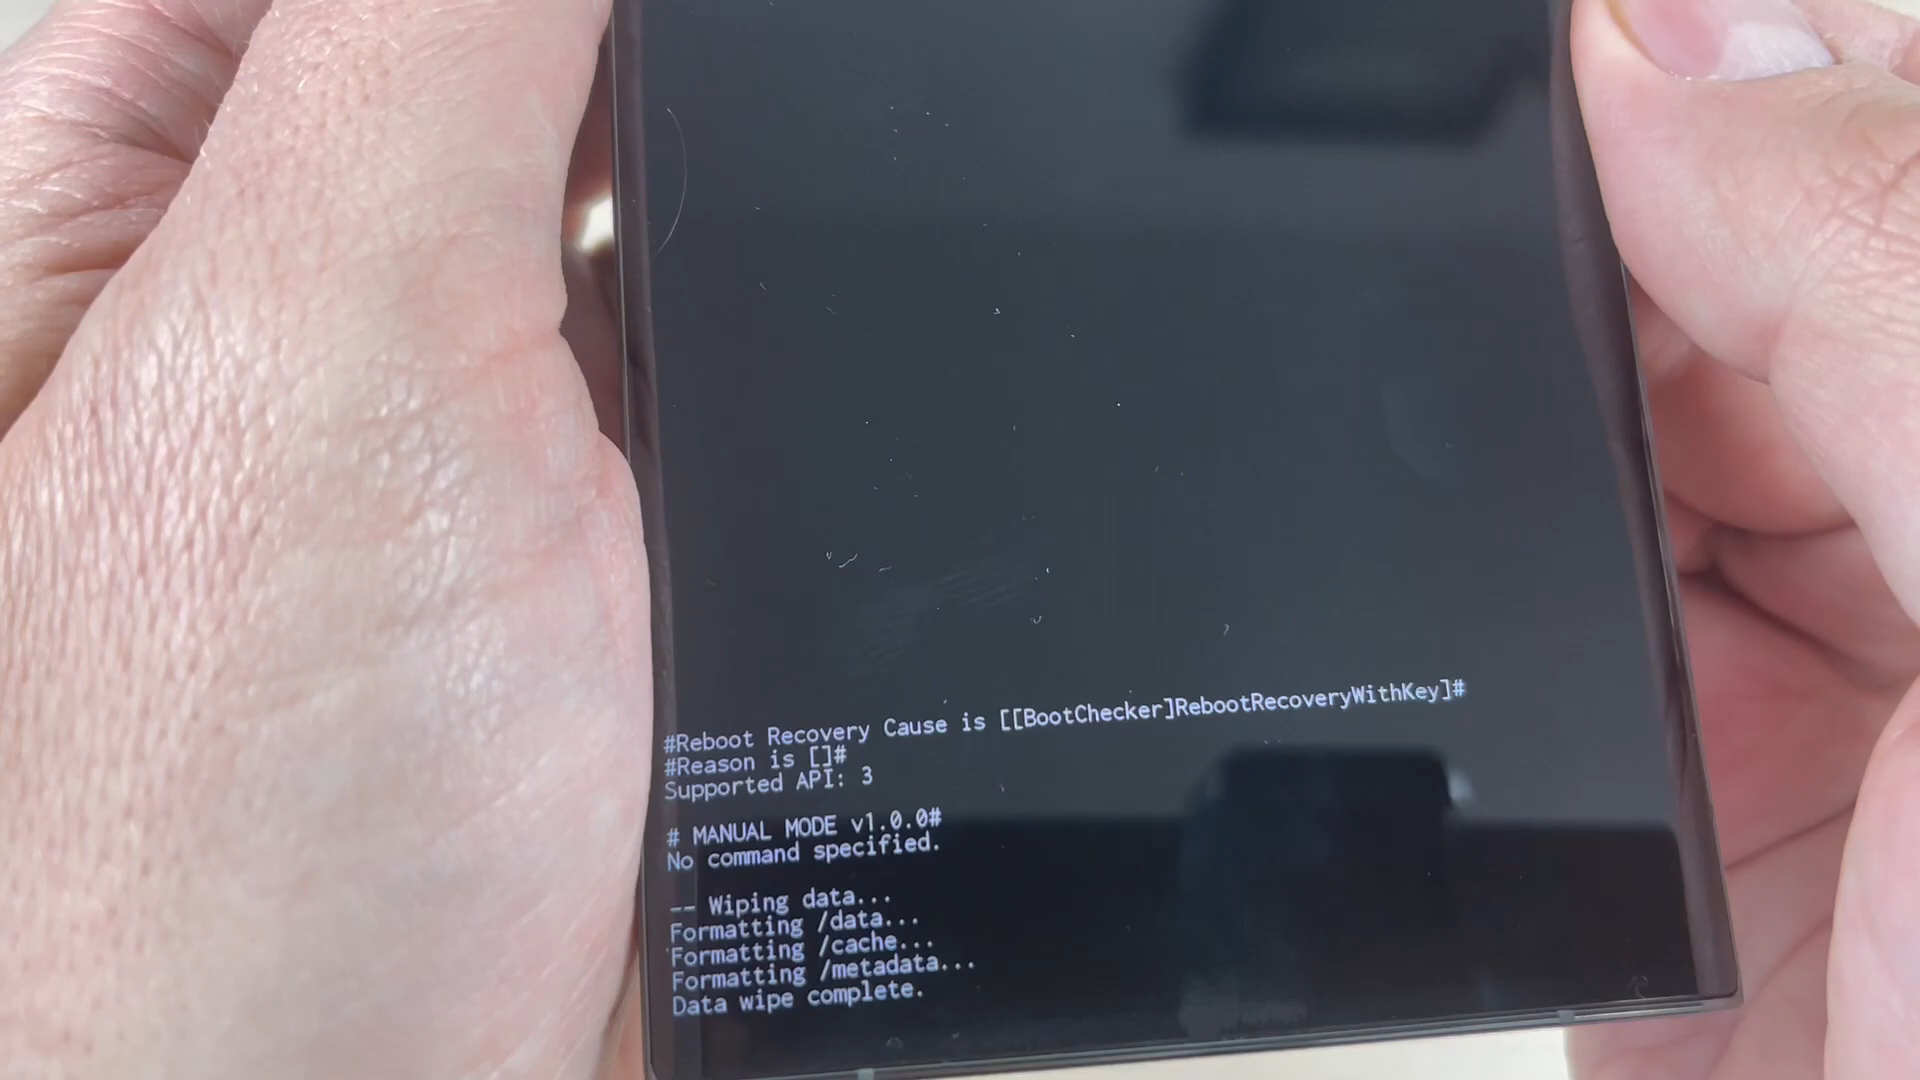 #Reboot Recovery Cause is [[BootChecker]RebootRecoveryWithKey]#
#Reason is []#
Supported API: 3
# MANUAL MODE v1.0.0#
No command specified.
-- Wiping data...
Formatting /data...
Formatting /cache...
Formatting /metadata...
Data wipe complete.